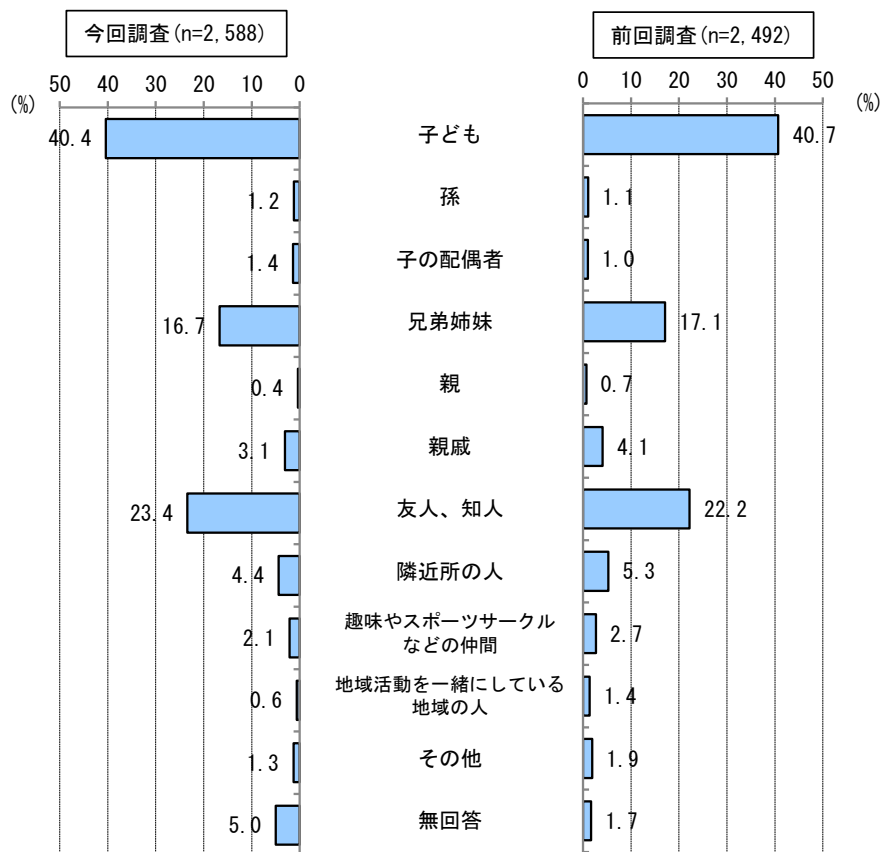 今回調査(n=2,588)
前回調査(n=2,492)
50 40 30 20 10 0
0 10 20 30 40 50
(%)
(%)
40.4 子ども 40.7
1.2 孫 1.1
1.4 子の配偶者 1.0
16.7 兄弟姉妹 17.1
0.4 親 0.7
3.1 親戚 4.1
23.4 友人、知人 22.2
4.4 隣近所の人 5.3
趣味やスポーツサークル
などの仲間
2.1 2.7
地域活動を一緒にしている
地域の人
0.6 1.4
1.3 その他 1.9
5.0 無回答 1.7